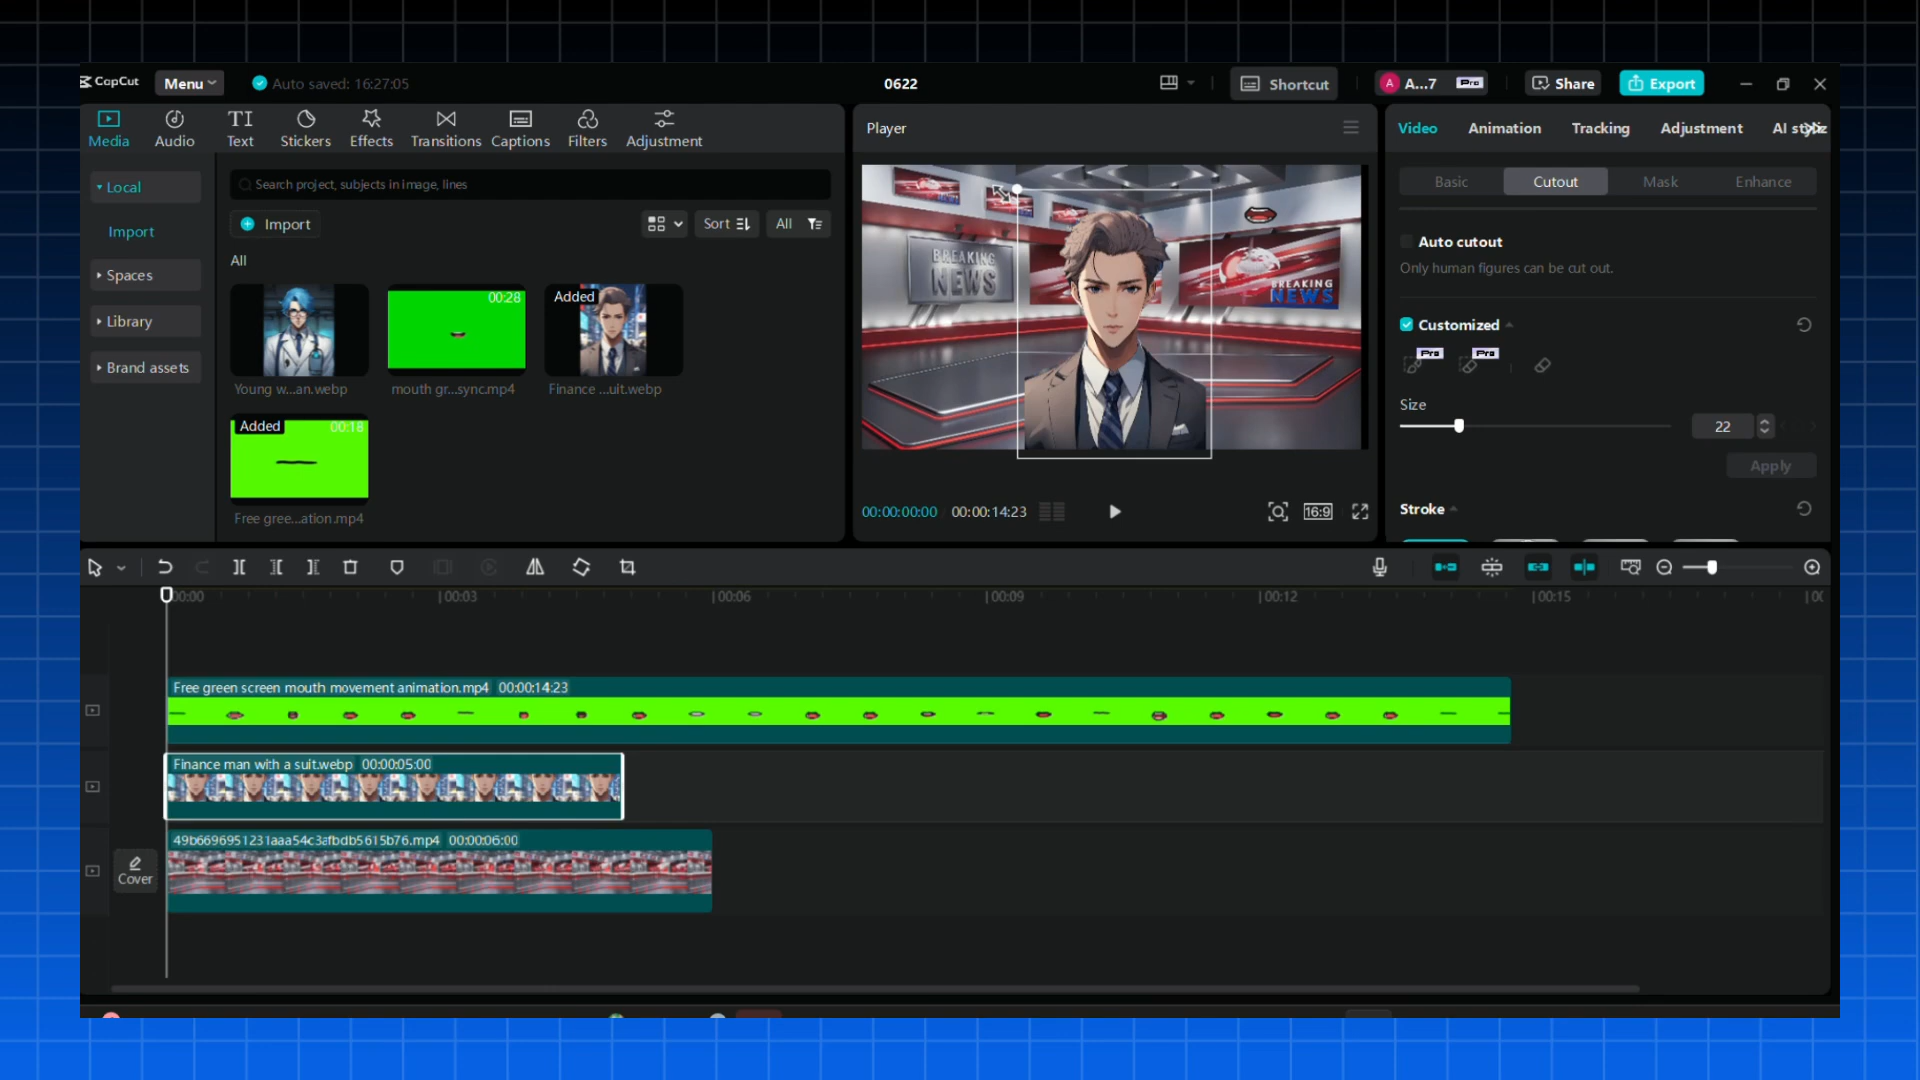 CapCut
Menu
Auto saved: 16:27:05
0622
Shortcut
A...7
Pro
Share
Export
Media
Audio
Text
Stickers
Effects
Transitions
Captions
Filters
Adjustment
Local
Import
Spaces
Library
Brand assets
Search project, subjects in image, lines
Import
Sort
All
All
00:28
Added
Young w...an.webp
mouth gr...sync.mp4
Finance ...uit.webp
Added
00:18
Free gree...ation.mp4
Player
BREAKING
NEWS
BREAKING
NEWS
00:00:00:00
00:00:14:23
16:9
Video
Animation
Tracking
Adjustment
Basic
Cutout
Mask
Enhance
Auto cutout
Only human figures can be cut out.
Customized
Pro
Pro
Size
22
Apply
Stroke
00:00
00:03
00:06
00:09
00:12
00:15
Free green screen mouth movement animation.mp4 00:00:14:23
Finance man with a suit.webp 00:00:05:00
49b6696951231aaa54c3afbdb5615b76.mp4 00:00:06:00
Cover